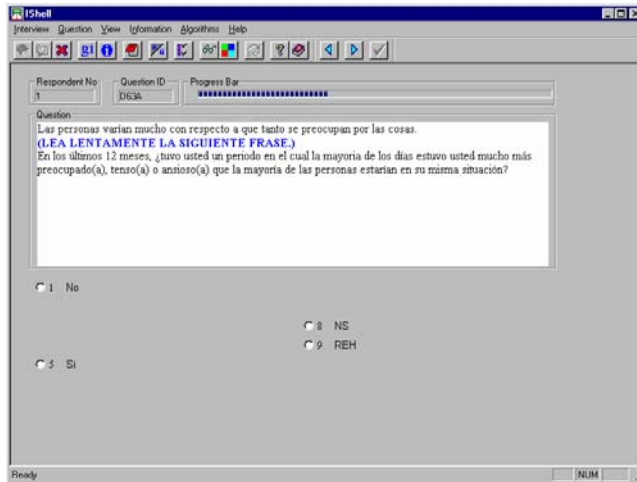 IShell
Interview Question View Information Algorithms Help
Respondent No
Question ID
Progress Bar
1
D63A
Question
Las personas varían mucho con respecto a que tanto se preocupan por las cosas.
(LEA LENTAMENTE LA SIGUIENTE FRASE.)
En los últimos 12 meses, ¿tuvo usted un periodo en el cual la mayoria de los días estuvo usted mucho más
preocupado(a), tenso(a) o ansioso(a) que la mayoría de las personas estarían en su misma situación?
1 No
8 NS
9 REH
5 Si
Ready
NUM